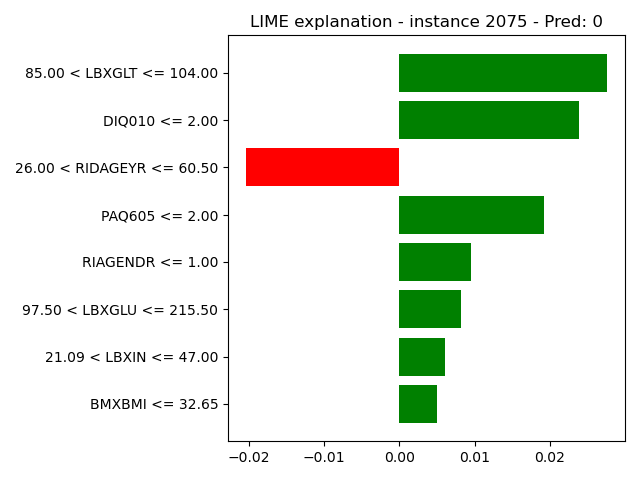 LIME explanation - instance 2075 - Pred: 0
85.00 < LBXGLT <= 104.00
DIQ010 <= 2.00
26.00 < RIDAGEYR <= 60.50
PAQ605 <= 2.00
RIAGENDR <= 1.00
97.50 < LBXGLU <= 215.50
21.09 < LBXIN <= 47.00
BMXBMI <= 32.65
−0.02 −0.01 0.00 0.01 0.02